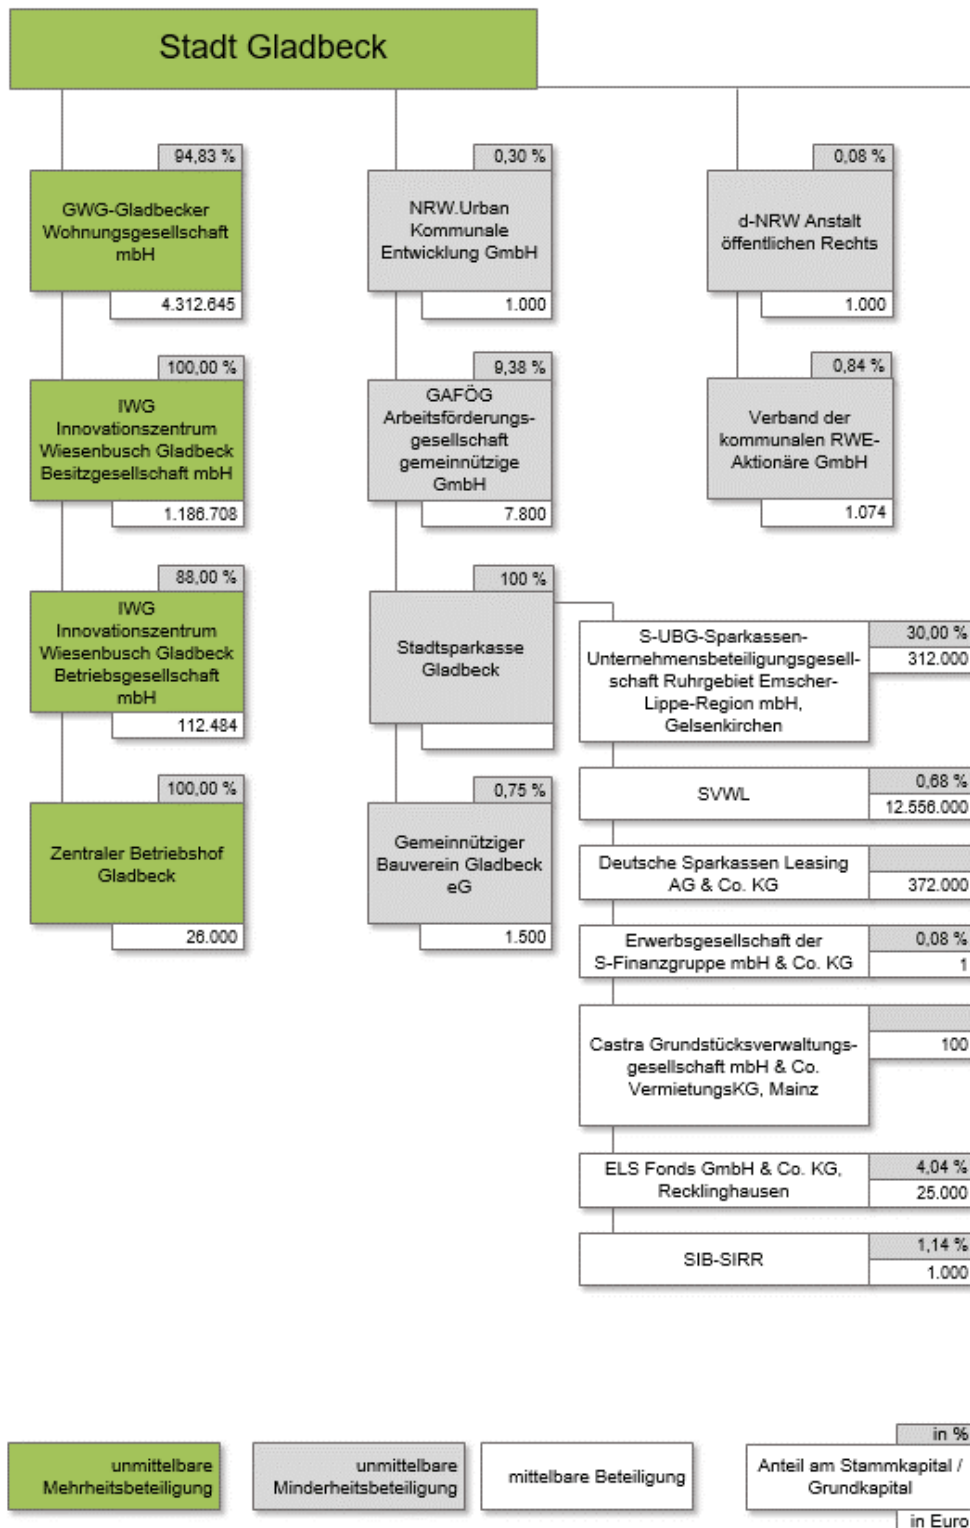 Stadt Gladbeck
94,83 %
GWG-Gladbecker
Wohnungsgesellschaft
mbH
4.312.645
100,00 %
IWG
Innovationszentrum
Wiesenbusch Gladbeck
Besitzgesellschaft mbH
1.186.708
88,00 %
IWG
Innovationszentrum
Wiesenbusch Gladbeck
Betriebsgesellschaft
mbH
112.484
100,00 %
Zentraler Betriebshof
Gladbeck
26.000
0,30 %
NRW.Urban
Kommunale
Entwicklung GmbH
1.000
9,38 %
GAFÖG
Arbeitsförderungs-
gesellschaft
gemeinnützige
GmbH
7.800
100 %
Stadtsparkasse
Gladbeck
0,75 %
Gemeinnütziger
Bauverein Gladbeck
eG
1.500
0,08 %
d-NRW Anstalt
öffentlichen Rechts
1.000
0,84 %
Verband der
kommunalen RWE-
Aktionäre GmbH
1.074
S-UBG-Sparkassen-
Unternehmensbeteiligungsgesell-
schaft Ruhrgebiet Emscher-
Lippe-Region mbH,
Gelsenkirchen
30,00 %
312.000
SVWL
0,68 %
12.556.000
Deutsche Sparkassen Leasing
AG & Co. KG
372.000
Erwerbsgesellschaft der
S-Finanzgruppe mbH & Co. KG
0,08 %
1
Castra Grundstücksverwaltungs-
gesellschaft mbH & Co.
VermietungsKG, Mainz
100
ELS Fonds GmbH & Co. KG,
Recklinghausen
4,04 %
25.000
SIB-SIRR
1,14 %
1.000
unmittelbare
Mehrheitsbeteiligung
unmittelbare
Minderheitsbeteiligung
mittelbare Beteiligung
in %
Anteil am Stammkapital /
Grundkapital
in Euro